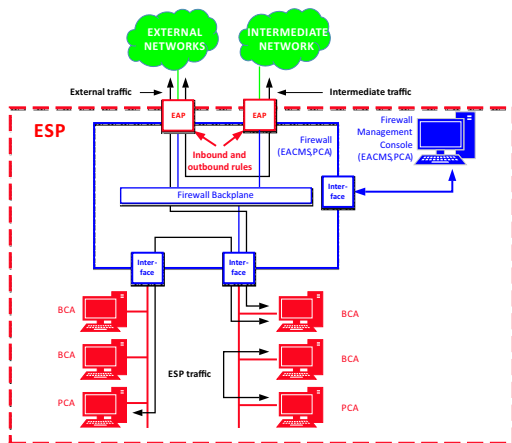 EXTERNAL
NETWORKS
INTERMEDIATE
NETWORK
External traffic
Intermediate traffic
EAP
EAP
ESP
Inbound and
outbound rules
Firewall
(EACMS,PCA)
Firewall
Management
Console
(EACMS,PCA)
Inter-
face
Firewall Backplane
Inter-
face
Inter-
face
BCA
BCA
BCA
BCA
ESP traffic
PCA
PCA